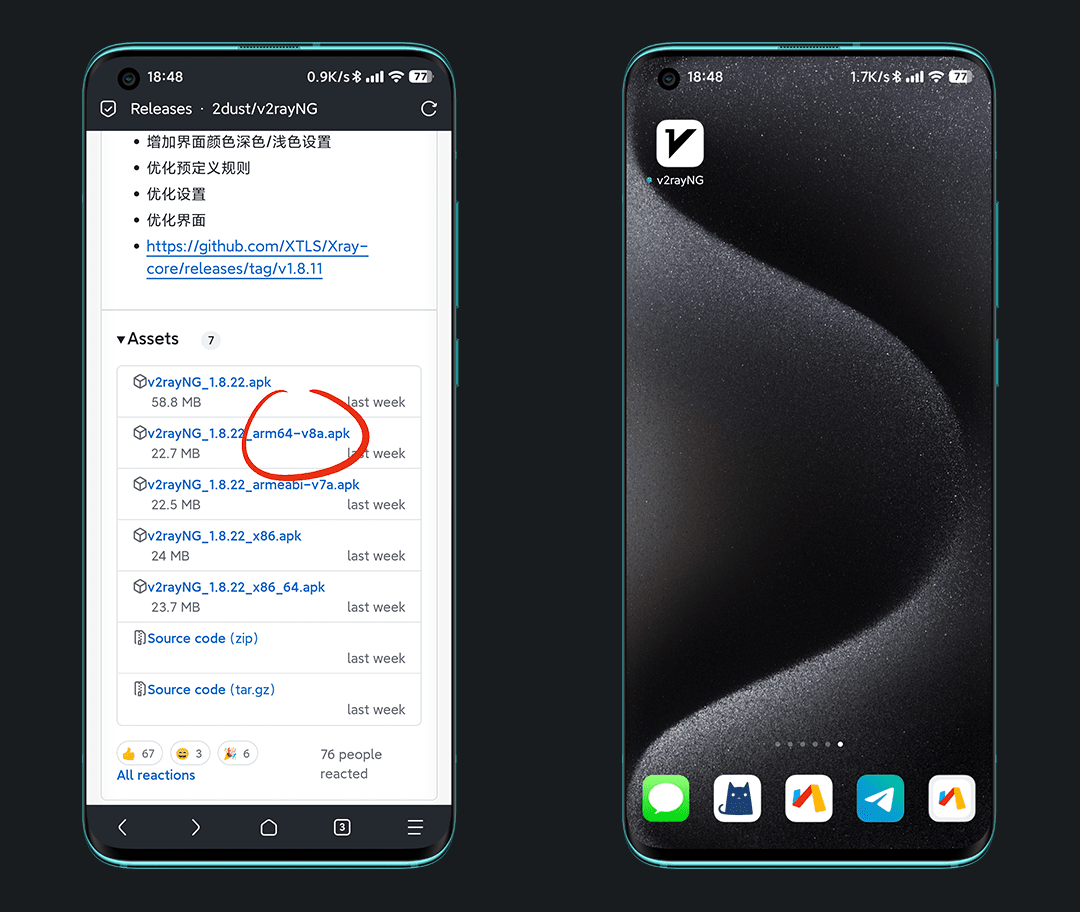 18:48
0.9K/s
77
Releases · 2dust/v2rayNG
增加界面颜色深色/浅色设置
优化预定义规则
优化设置
优化界面
https://github.com/XTLS/Xray-
core/releases/tag/v1.8.11
Assets 7
v2rayNG_1.8.22.apk
58.8 MB last week
v2rayNG_1.8.22_arm64-v8a.apk
22.7 MB last week
v2rayNG_1.8.22_armeabi-v7a.apk
22.5 MB last week
v2rayNG_1.8.22_x86.apk
24 MB last week
v2rayNG_1.8.22_x86_64.apk
23.7 MB last week
Source code (zip)
last week
Source code (tar.gz)
last week
👍 67 😄 3 🎉 6
76 people
reacted
All reactions
3
18:48
1.7K/s
77
v2rayNG